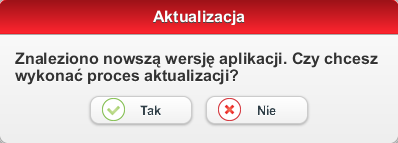 Aktualizacja
Znaleziono nowszą wersję aplikacji. Czy chcesz
wykonać proces aktualizacji?
Tak Nie